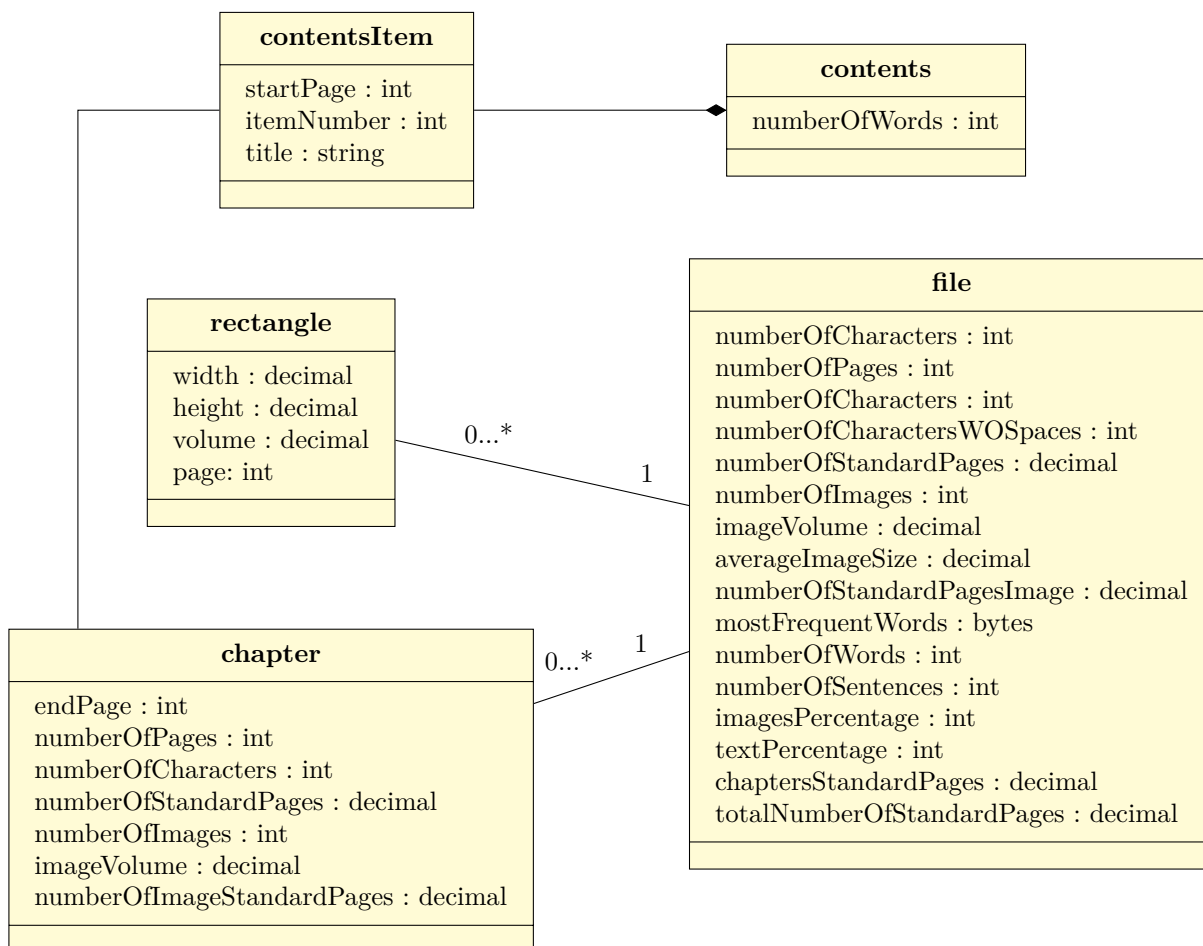 contentsItem
startPage : int
itemNumber : int
title : string
contents
numberOfWords : int
rectangle
width : decimal
height : decimal
volume : decimal
page: int
0...*
1
file
numberOfCharacters : int
numberOfPages : int
numberOfCharacters : int
numberOfCharactersWOSpaces : int
numberOfStandardPages : decimal
numberOfImages : int
imageVolume : decimal
averageImageSize : decimal
numberOfStandardPagesImage : decimal
mostFrequentWords : bytes
numberOfWords : int
numberOfSentences : int
imagesPercentage : int
textPercentage : int
chaptersStandardPages : decimal
totalNumberOfStandardPages : decimal
chapter
endPage : int
numberOfPages : int
numberOfCharacters : int
numberOfStandardPages : decimal
numberOfImages : int
imageVolume : decimal
numberOfImageStandardPages : decimal
0...*
1